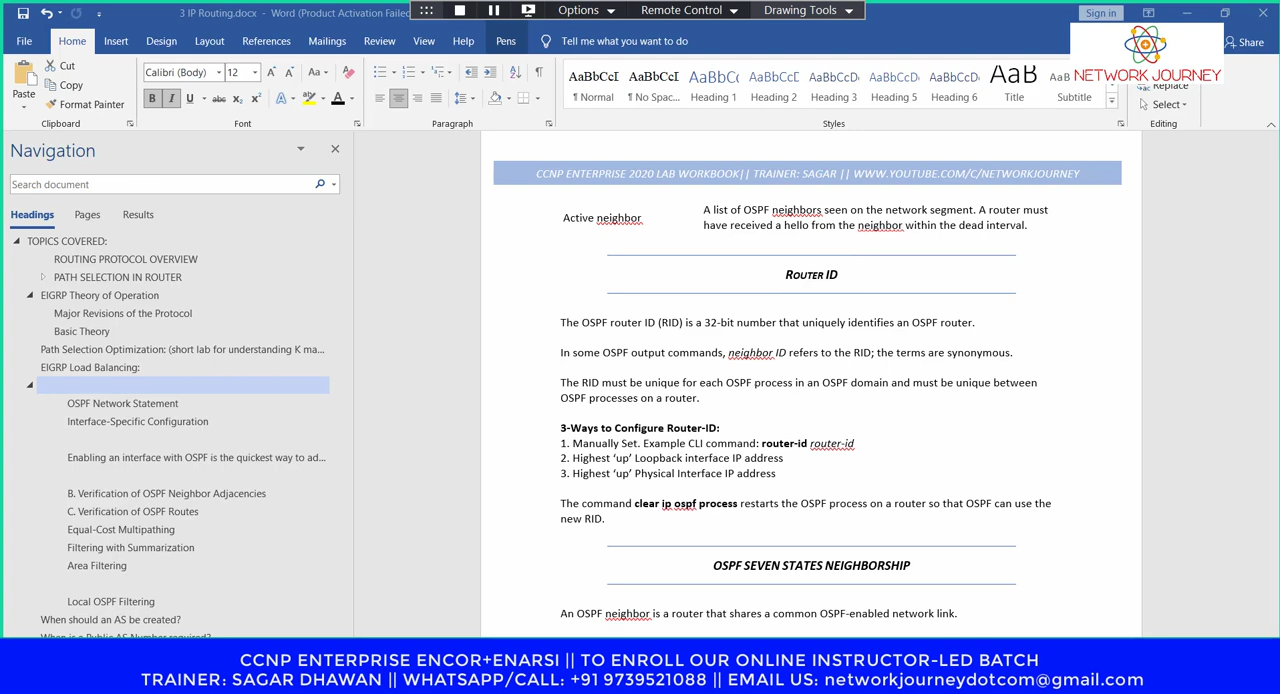 3 IP Routing.docx - Word (Product Activation Failed
Options
Remote Control
Drawing Tools
Sign in
File Home Insert Design Layout References Mailings Review View Help Pens Tell me what you want to do
Share
NETWORK JOURNEY
Paste
Cut
Copy
Format Painter
Clipboard
Calibri (Body) 12
Font
Paragraph
AaBbCcI AaBbCcI AaBbCc AaBbCcI AaBbCcI AaBbCcI AaBbCcI AaB AaBbCcD AaB
¶ Normal ¶ No Spac... Heading 1 Heading 2 Heading 3 Heading 5 Heading 6 Title Subtitle
Styles
Replace
Select
Editing
Navigation
Search document
Headings Pages Results
TOPICS COVERED:
ROUTING PROTOCOL OVERVIEW
PATH SELECTION IN ROUTER
EIGRP Theory of Operation
Major Revisions of the Protocol
Basic Theory
Path Selection Optimization: (short lab for understanding K ma...
EIGRP Load Balancing:
OSPF Network Statement
Interface-Specific Configuration
Enabling an interface with OSPF is the quickest way to ad...
B. Verification of OSPF Neighbor Adjacencies
C. Verification of OSPF Routes
Equal-Cost Multipathing
Filtering with Summarization
Area Filtering
Local OSPF Filtering
When should an AS be created?
When is a Public AS Number required?
CCNP ENTERPRISE 2020 LAB WORKBOOK|| TRAINER: SAGAR || WWW.YOUTUBE.COM/C/NETWORKJOURNEY
Active neighbor
A list of OSPF neighbors seen on the network segment. A router must
have received a hello from the neighbor within the dead interval.
ROUTER ID
The OSPF router ID (RID) is a 32-bit number that uniquely identifies an OSPF router.
In some OSPF output commands, neighbor ID refers to the RID; the terms are synonymous.
The RID must be unique for each OSPF process in an OSPF domain and must be unique between
OSPF processes on a router.
3-Ways to Configure Router-ID:
1. Manually Set. Example CLI command: router-id router-id
2. Highest ‘up’ Loopback interface IP address
3. Highest ‘up’ Physical Interface IP address
The command clear ip ospf process restarts the OSPF process on a router so that OSPF can use the
new RID.
OSPF SEVEN STATES NEIGHBORSHIP
An OSPF neighbor is a router that shares a common OSPF-enabled network link.
CCNP ENTERPRISE ENCOR+ENARSI || TO ENROLL OUR ONLINE INSTRUCTOR-LED BATCH
TRAINER: SAGAR DHAWAN || WHATSAPP/CALL: +91 9739521088 || EMAIL US: networkjourneydotcom@gmail.com